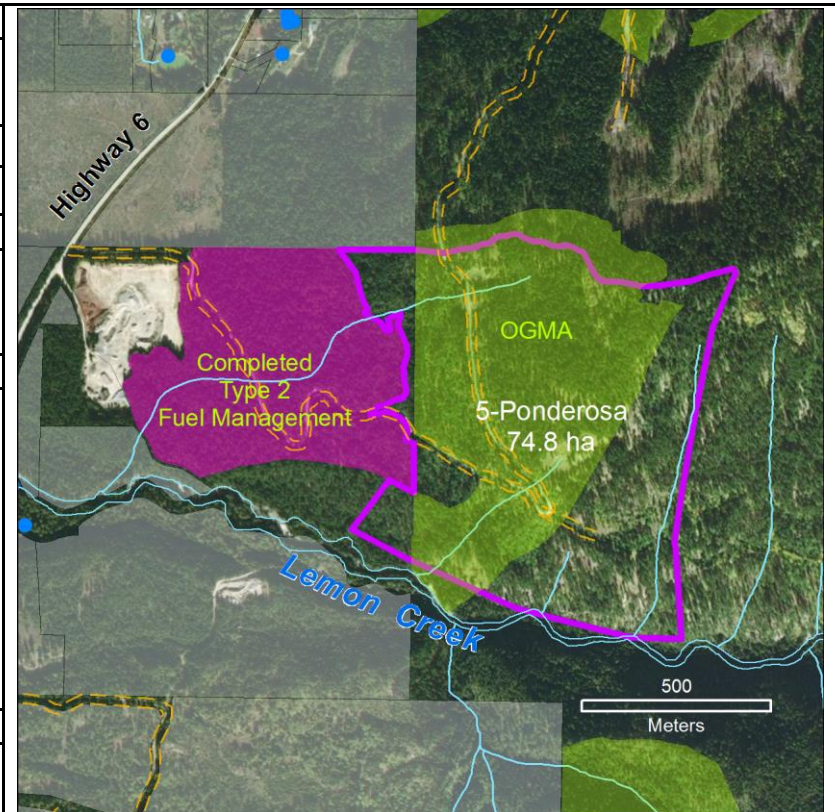 Highway 6
OGMA
Completed
Type 2
Fuel Management
5-Ponderosa
74.8 ha
Lemon Creek
500
Meters